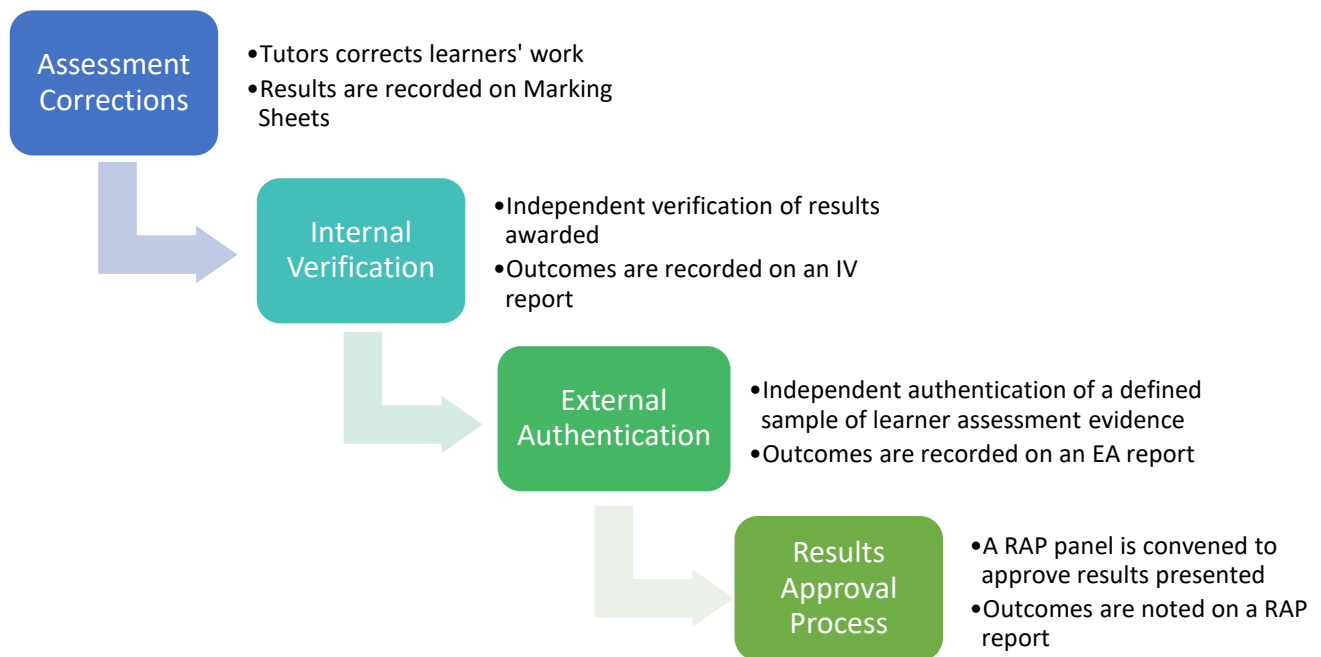 Assessment
Corrections
•Tutors corrects learners' work
•Results are recorded on Marking
Sheets
Internal
Verification
•Independent verification of results
awarded
•Outcomes are recorded on an IV
report
External
Authentication
•Independent authentication of a defined
sample of learner assessment evidence
•Outcomes are recorded on an EA report
Results
Approval
Process
•A RAP panel is convened to
approve results presented
•Outcomes are noted on a RAP
report